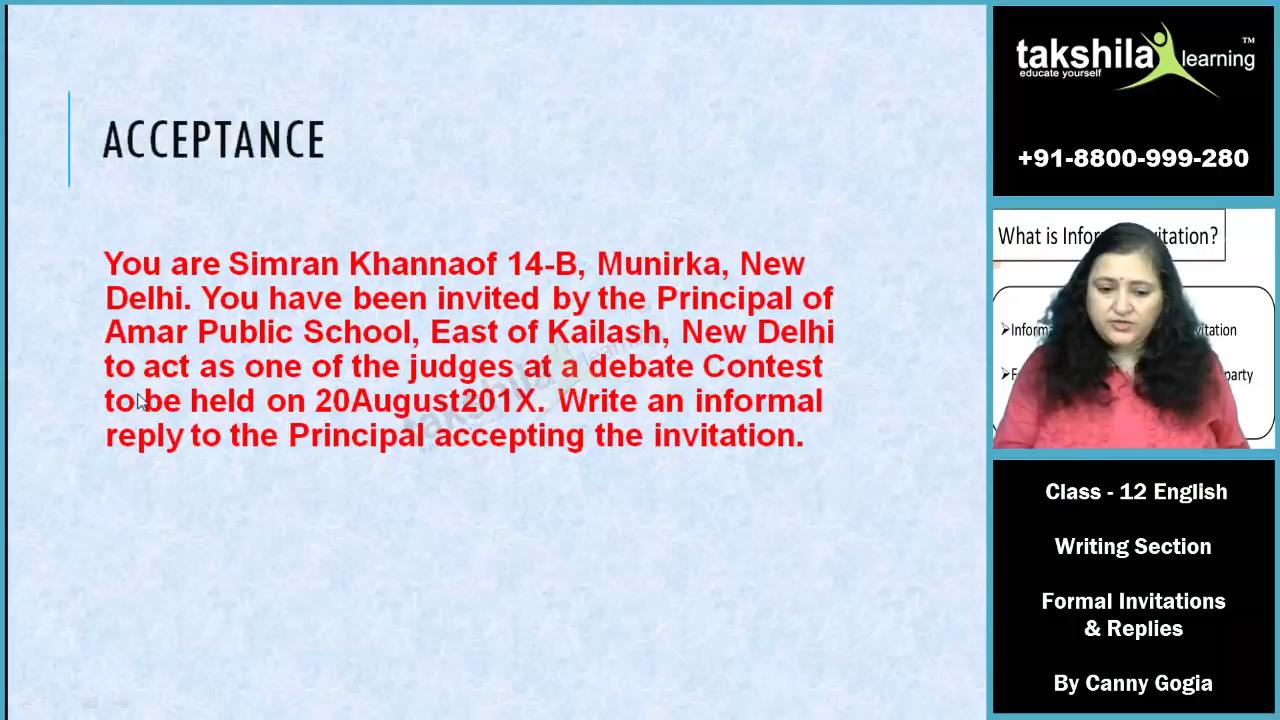 ACCEPTANCE
You are Simran Khannaof 14-B, Munirka, New
Delhi. You have been invited by the Principal of
Amar Public School, East of Kailash, New Delhi
to act as one of the judges at a debate Contest
to be held on 20August201X. Write an informal
reply to the Principal accepting the invitation.
takshila learning ™
educate yourself
+91-8800-999-280
What is Infor itation?
Informa vitation
F party
Class - 12 English
Writing Section
Formal Invitations
& Replies
By Canny Gogia